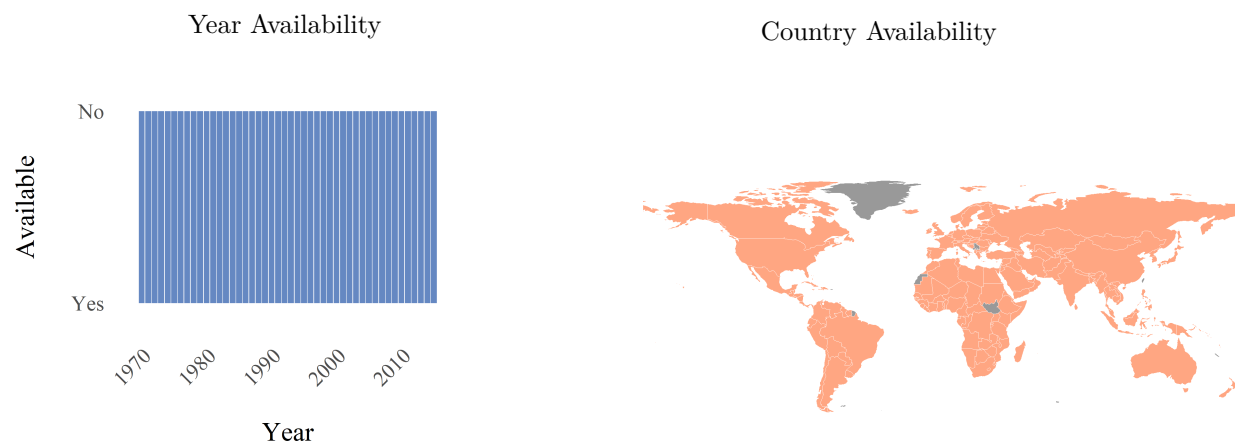 Year Availability
No
Available
Yes
1970
1980
1990
2000
2010
Year
Country Availability